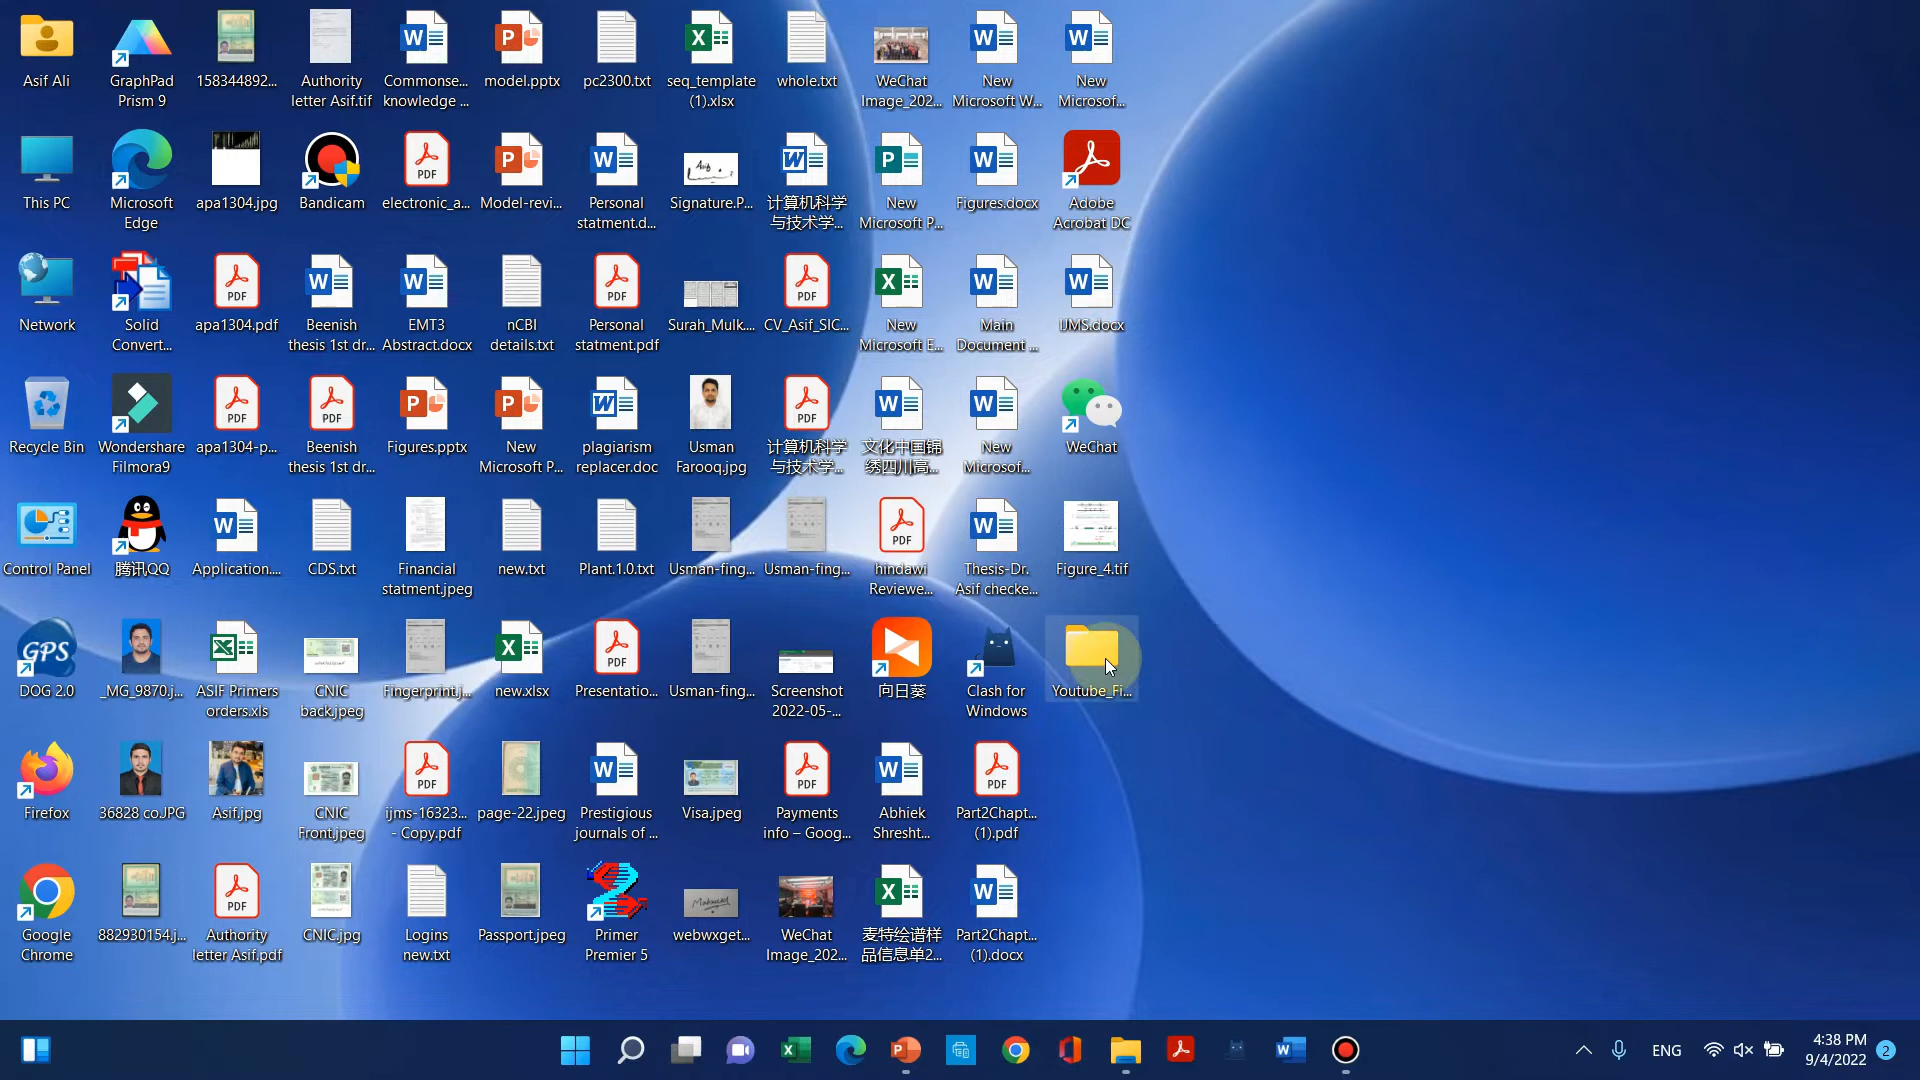 Asif Ali
GraphPad
Prism 9
158344892...
Authority
letter Asif.tif
Commonse...
knowledge ...
model.pptx
pc2300.txt
seq_template
(1).xlsx
whole.txt
WeChat
Image_202...
New
Microsoft W...
New
Microsof...
This PC
Microsoft
Edge
apa1304.jpg
Bandicam
electronic_a...
Model-revi...
Personal
statment.d...
Signature.P...
计算机科学
与技术学...
New
Microsoft P...
Figures.docx
Adobe
Acrobat DC
Network
Solid
Convert...
apa1304.pdf
Beenish
thesis 1st dr...
EMT3
Abstract.docx
nCBI
details.txt
Personal
statment.pdf
Surah_Mulk....
CV_Asif_SIC...
New
Microsoft E...
Main
Document ...
IJMS.docx
Recycle Bin
Wondershare
Filmora9
apa1304-p...
Beenish
thesis 1st dr...
Figures.pptx
New
Microsoft P...
plagiarism
replacer.doc
Usman
Farooq.jpg
计算机科学
与技术学...
文化中国锦
绣四川高...
New
Microsof...
WeChat
Control Panel
腾讯QQ
Application....
CDS.txt
Financial
statment.jpeg
new.txt
Plant.1.0.txt
Usman-fing...
Usman-fing...
hindawi
Reviewe...
Thesis-Dr.
Asif checke...
Figure_4.tif
GPS
DOG 2.0
_MG_9870.j...
ASIF Primers
orders.xls
CNIC
back.jpeg
Fingerprint.j...
new.xlsx
Presentatio...
Usman-fing...
Screenshot
2022-05-...
向日葵
Clash for
Windows
Youtube_Fi...
Firefox
36828 co.JPG
Asif.jpg
CNIC
Front.jpeg
ijms-16323...
- Copy.pdf
page-22.jpeg
Prestigious
journals of ...
Visa.jpeg
Payments
info – Goog...
Abhiek
Shresht...
Part2Chapt...
(1).pdf
Google
Chrome
882930154.j...
Authority
letter Asif.pdf
CNIC.jpg
Logins
new.txt
Passport.jpeg
Primer
Premier 5
webwxget...
WeChat
Image_202...
麦特绘谱样
品信息单2...
Part2Chapt...
(1).docx
ENG
4:38 PM
9/4/2022
2